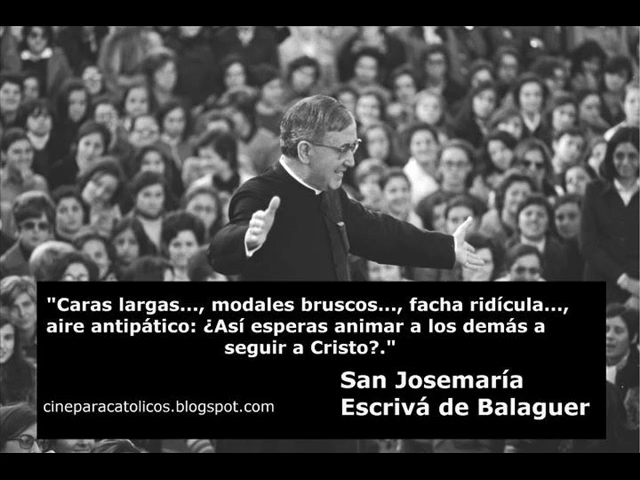 "Caras largas..., modales bruscos..., facha ridícula...,
aire antipático: ¿Así esperas animar a los demás a
seguir a Cristo?."
San Josemaría
Escrivá de Balaguer
cineparacatolicos.blogspot.com